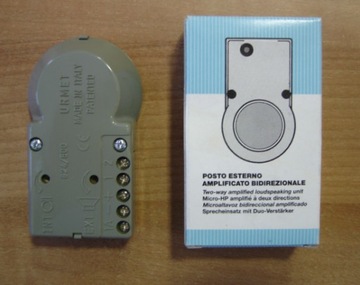 URMET
MADE IN ITALY
PATENTED
CE
POSTO ESTERNO
AMPLIFICATO BIDIREZIONALE
Two-way amplified loudspeaking unit
Micro-HP amplifié à deux directions
Microaltavoz bidireccional amplificado
Sprecheinsatz mit Duo-Verstärker